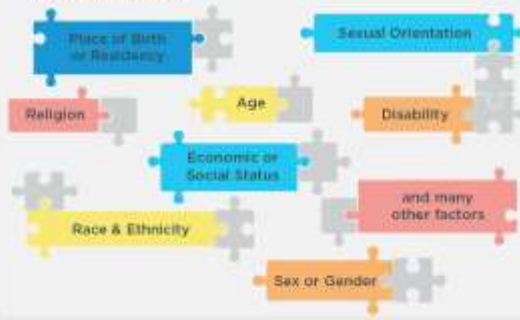 Place of Birth
or Residency
Sexual Orientation
Religion
Age
Disability
Economic or
Social Status
and many
other factors
Race & Ethnicity
Sex or Gender